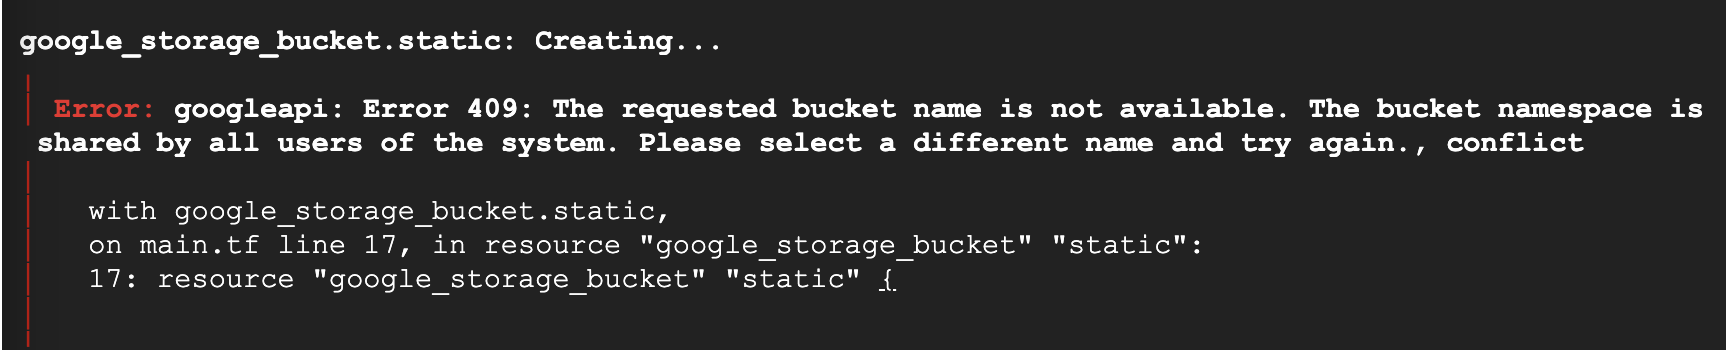 google_storage_bucket.static: Creating...
Error: googleapi: Error 409: The requested bucket name is not available. The bucket namespace is
shared by all users of the system. Please select a different name and try again., conflict
with google_storage_bucket.static,
on main.tf line 17, in resource "google_storage_bucket" "static":
17: resource "google_storage_bucket" "static" {